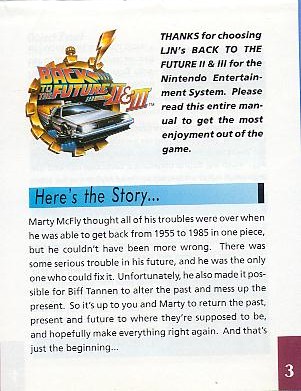 BACK
TO THE
FUTURE II & III
THANKS for choosing
LJN's BACK TO THE
FUTURE II & III for the
Nintendo Entertain-
ment System. Please
read this entire man-
ual to get the most
enjoyment out of the
game.
Here's the Story...
Marty McFly thought all of his troubles were over when
he was able to get back from 1955 to 1985 in one piece,
but he couldn't have been more wrong. There was
some serious trouble in his future, and he was the only
one who could fix it. Unfortunately, he also made it pos-
sible for Biff Tannen to alter the past and mess up the
present. So it's up to you and Marty to return the past,
present and future to where they're supposed to be,
and hopefully make everything right again. And that's
just the beginning...
3